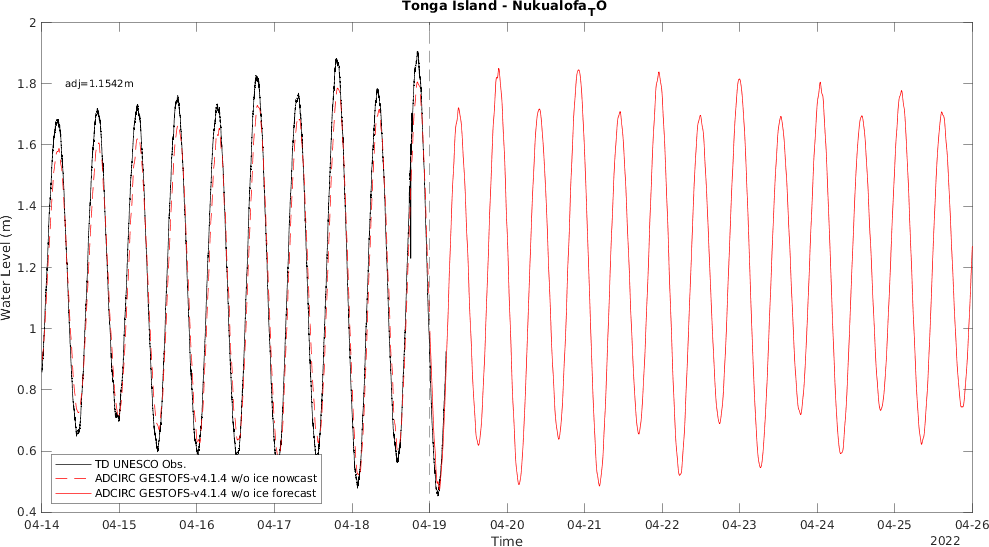 Tonga Island - NukualofaTO
adj=1.1542m
Water Level (m)
2
1.8
1.6
1.4
1.2
1
0.8
0.6
0.4
TD UNESCO Obs.
ADCIRC GESTOFS-v4.1.4 w/o ice nowcast
ADCIRC GESTOFS-v4.1.4 w/o ice forecast
04-14 04-15 04-16 04-17 04-18 04-19 04-20 04-21 04-22 04-23 04-24 04-25 04-26
Time
2022